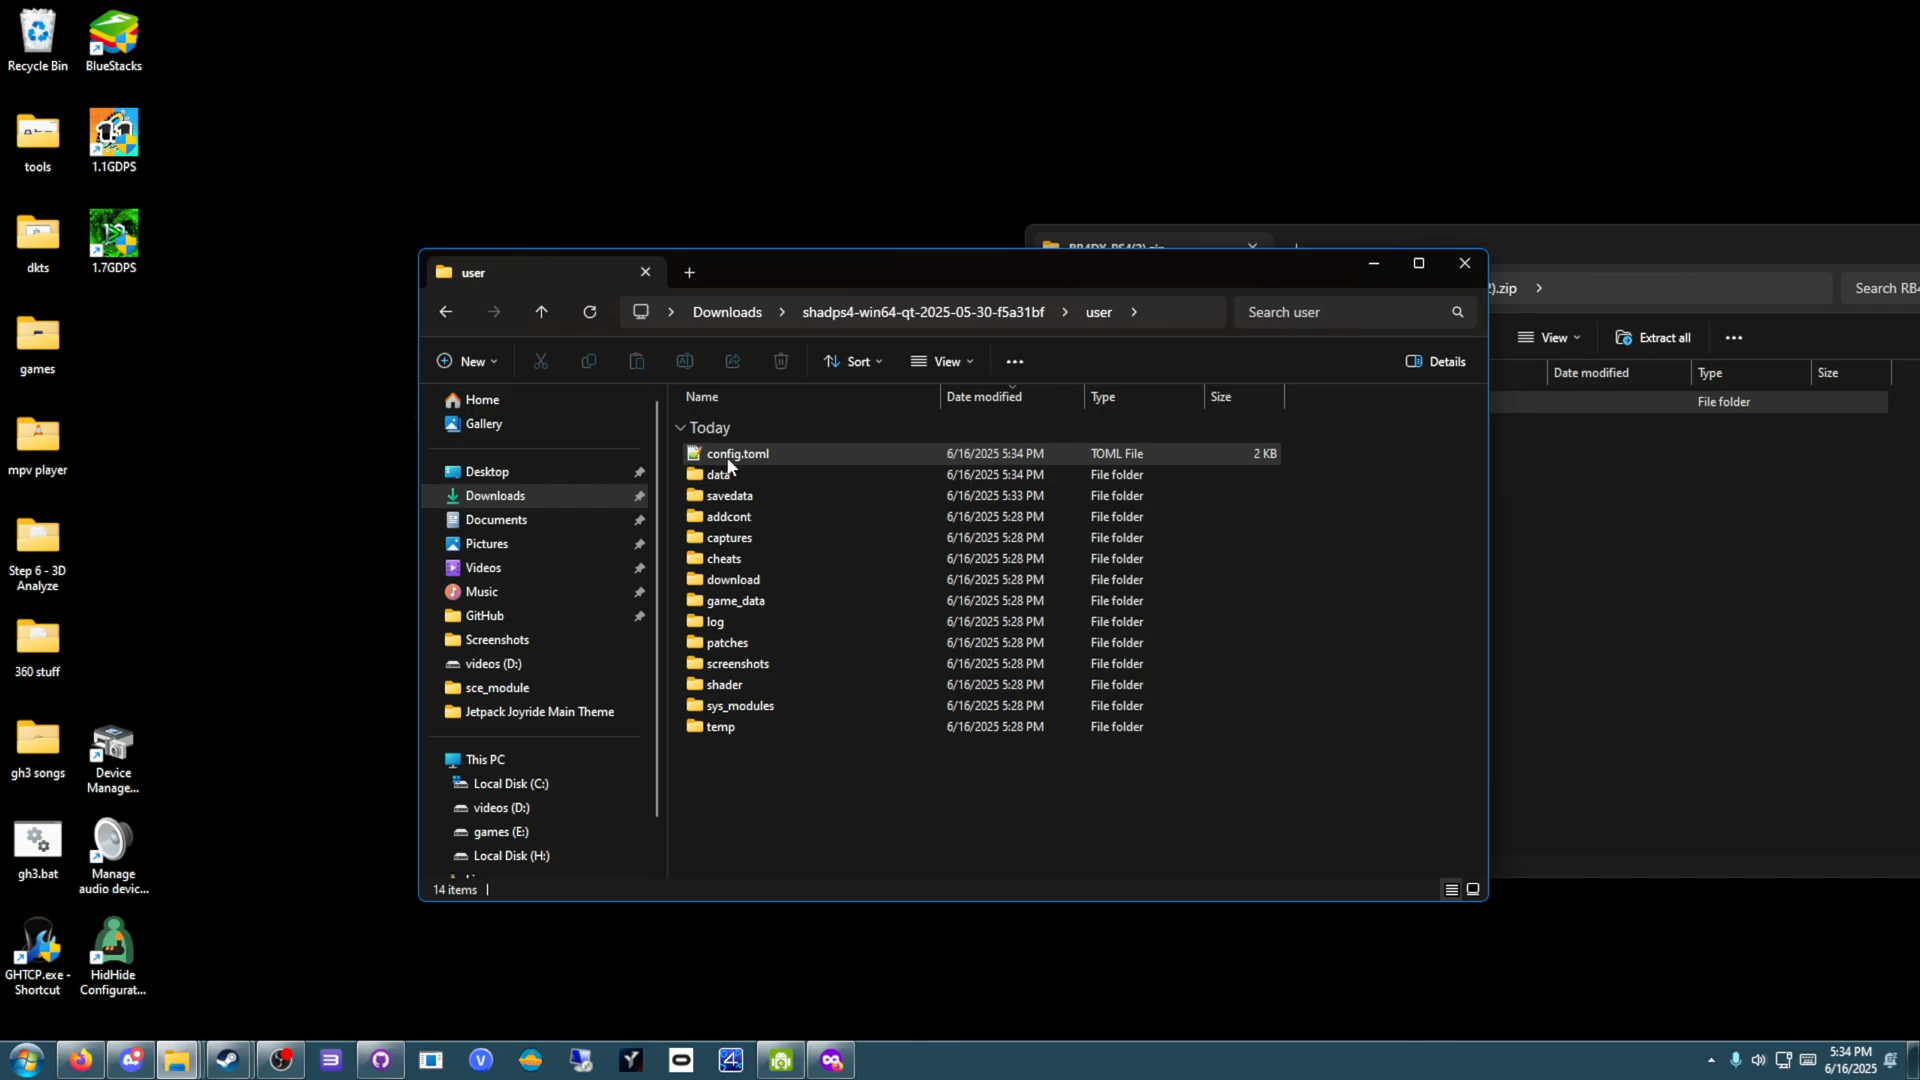 Recycle Bin
BlueStacks
tools
1.1GDPS
dkts
1.7GDPS
games
mpv player
Step 6 - 3D
Analyze
360 stuff
gh3 songs
Device
Manage...
gh3.bat
Manage
audio devic...
GHTCP.exe -
Shortcut
HidHide
Configurat...
RB4DX-PS4(2).zip
2).zip
Search RB4
View
Extract all
Date modified
Type
Size
File folder
user
Downloads
shadps4-win64-qt-2025-05-30-f5a31bf
user
Search user
New
Sort
View
Details
Home
Gallery
Desktop
Downloads
Documents
Pictures
Videos
Music
GitHub
Screenshots
videos (D:)
sce_module
Jetpack Joyride Main Theme
This PC
Local Disk (C:)
videos (D:)
games (E:)
Local Disk (H:)
Name Date modified Type Size
Today
config.toml 6/16/2025 5:34 PM TOML File 2 KB
data 6/16/2025 5:34 PM File folder
savedata 6/16/2025 5:33 PM File folder
addcont 6/16/2025 5:28 PM File folder
captures 6/16/2025 5:28 PM File folder
cheats 6/16/2025 5:28 PM File folder
download 6/16/2025 5:28 PM File folder
game_data 6/16/2025 5:28 PM File folder
log 6/16/2025 5:28 PM File folder
patches 6/16/2025 5:28 PM File folder
screenshots 6/16/2025 5:28 PM File folder
shader 6/16/2025 5:28 PM File folder
sys_modules 6/16/2025 5:28 PM File folder
temp 6/16/2025 5:28 PM File folder
14 items
5:34 PM
6/16/2025